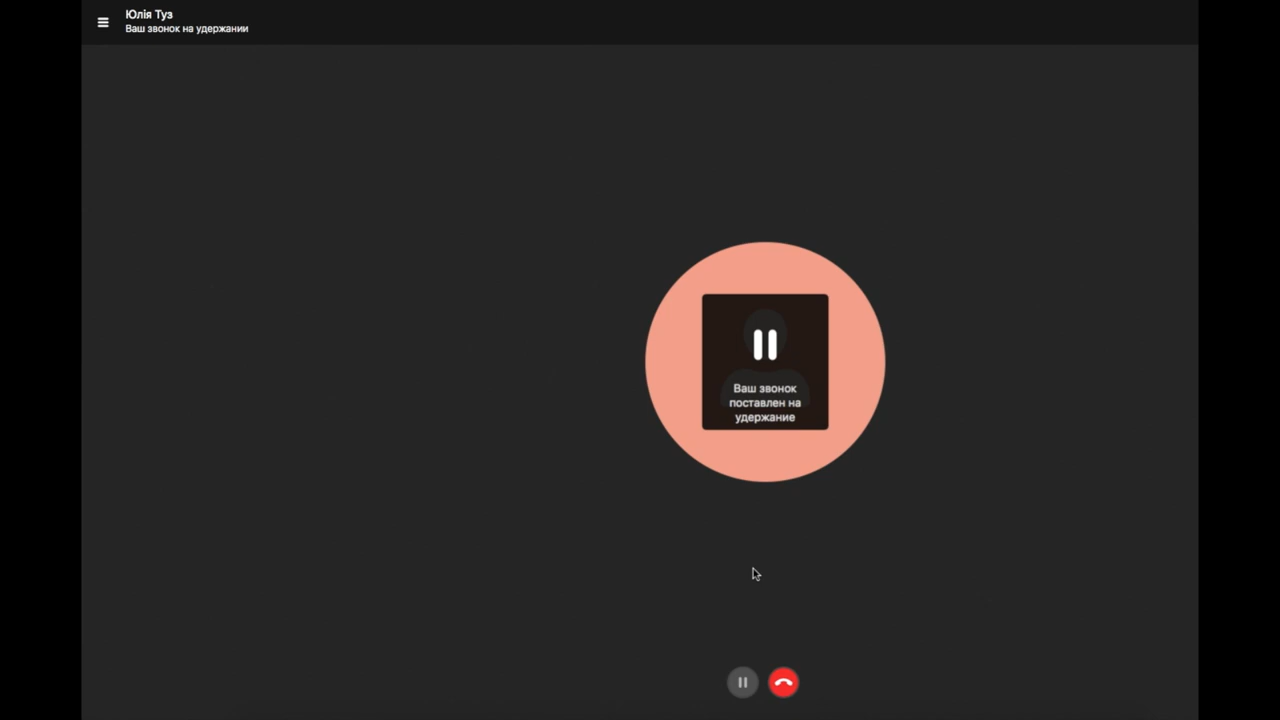 Юлія Туз
Ваш звонок на удержании
Ваш звонок
поставлен на
удержание